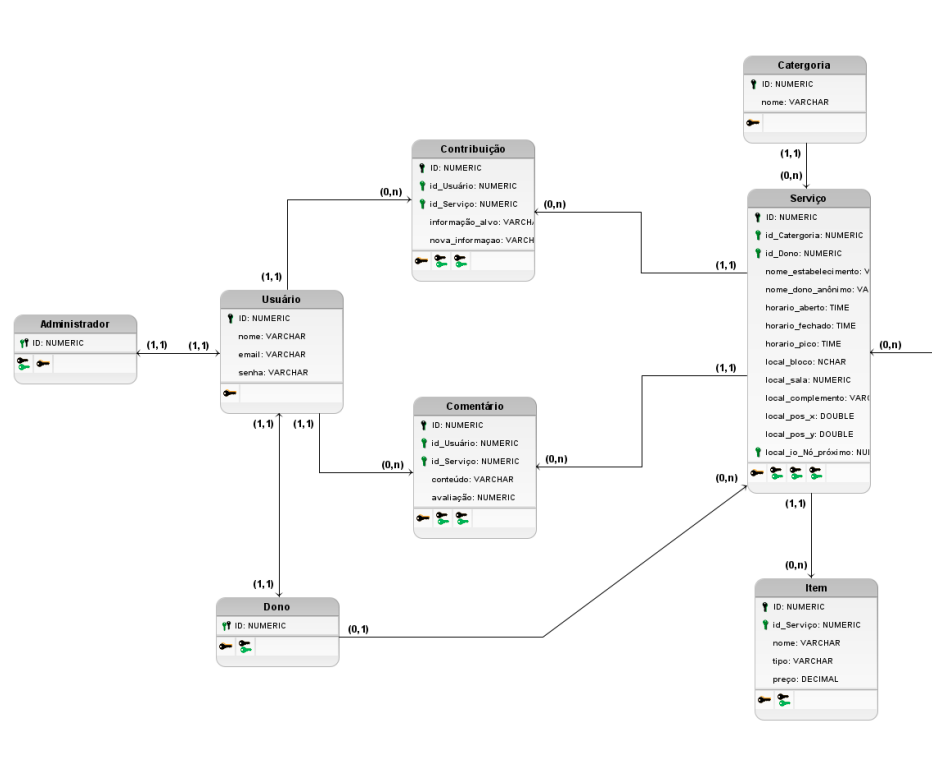 Catergoria
ID: NUMERIC
nome: VARCHAR
(1,1)
(0,n)
Contribuição
ID: NUMERIC
id_Usuário: NUMERIC
id_Serviço: NUMERIC
informação_alvo: VARCHA
nova_informaçao: VARCH
(0,n)
(0,n)
(1,1)
(1,1)
Serviço
ID: NUMERIC
id_Catergoria: NUMERIC
id_Dono: NUMERIC
nome_estabelecimento: V
nome_dono_anônimo: VA
horario_aberto: TIME
horario_fechado: TIME
horario_pico: TIME
local_bloco: NCHAR
local_sala: NUMERIC
local_complemento: VARC
local_pos_x: DOUBLE
local_pos_y: DOUBLE
local_io_Nó_próximo: NUI
(0,n)
(1,1)
(0,n)
(1,1)
Usuário
ID: NUMERIC
nome: VARCHAR
email: VARCHAR
senha: VARCHAR
Administrador
ID: NUMERIC
(1,1)
(1,1)
(1,1)
(1,1)
Comentário
ID: NUMERIC
id_Usuário: NUMERIC
id_Serviço: NUMERIC
conteúdo: VARCHAR
avaliação: NUMERIC
(0,n)
(0,n)
(1,1)
Dono
ID: NUMERIC
(0,1)
(0,n)
Item
ID: NUMERIC
id_Serviço: NUMERIC
nome: VARCHAR
tipo: VARCHAR
preço: DECIMAL